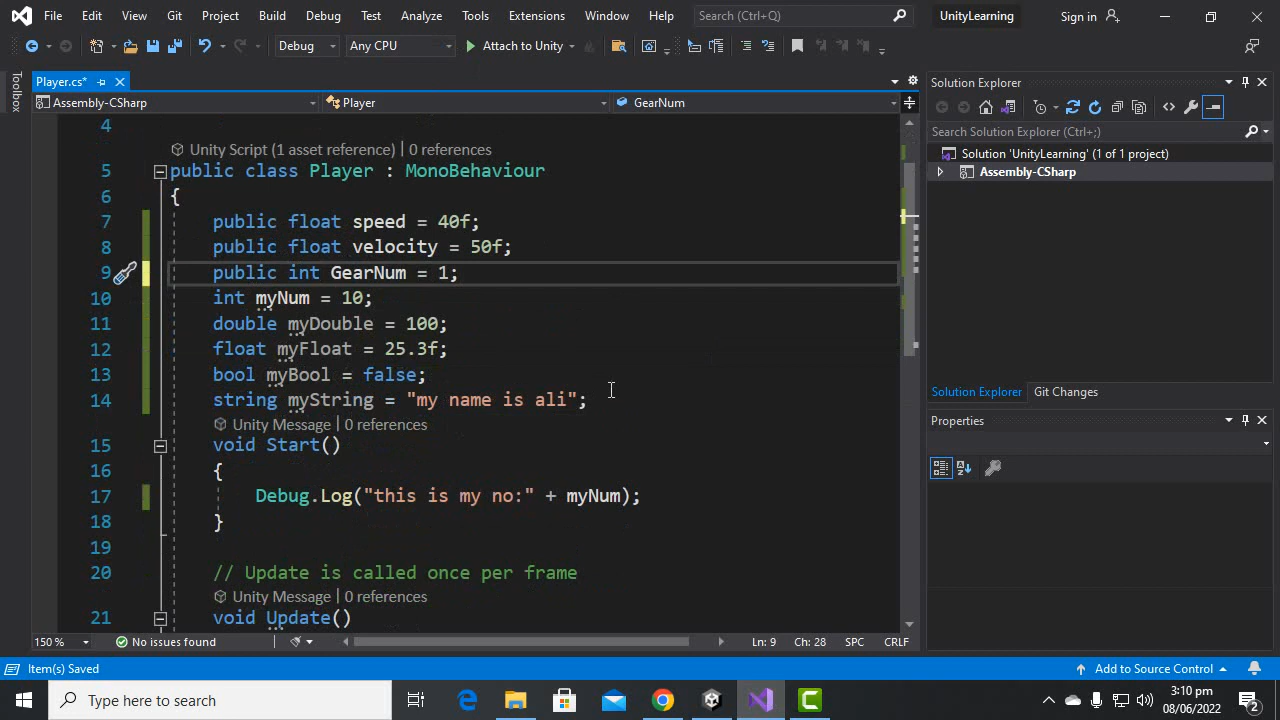 File Edit View Git Project Build Debug Test Analyze Tools Extensions Window Help Search (Ctrl+Q) UnityLearning Sign in
Debug Any CPU Attach to Unity
Toolbox
Player.cs*
Assembly-CSharp Player GearNum
4
Unity Script (1 asset reference) | 0 references
5 public class Player : MonoBehaviour
6 {
7 public float speed = 40f;
8 public float velocity = 50f;
9 public int GearNum = 1;
10 int myNum = 10;
11 double myDouble = 100;
12 float myFloat = 25.3f;
13 bool myBool = false;
14 string myString = "my name is ali";
Unity Message | 0 references
15 void Start()
16 {
17 Debug.Log("this is my no:" + myNum);
18 }
19
20 // Update is called once per frame
Unity Message | 0 references
21 void Update()
150 % No issues found Ln: 9 Ch: 28 SPC CRLF
Solution Explorer
Search Solution Explorer (Ctrl+;)
Solution 'UnityLearning' (1 of 1 project)
Assembly-CSharp
Solution Explorer Git Changes
Properties
Item(s) Saved Add to Source Control
Type here to search
3:10 pm
08/06/2022
2